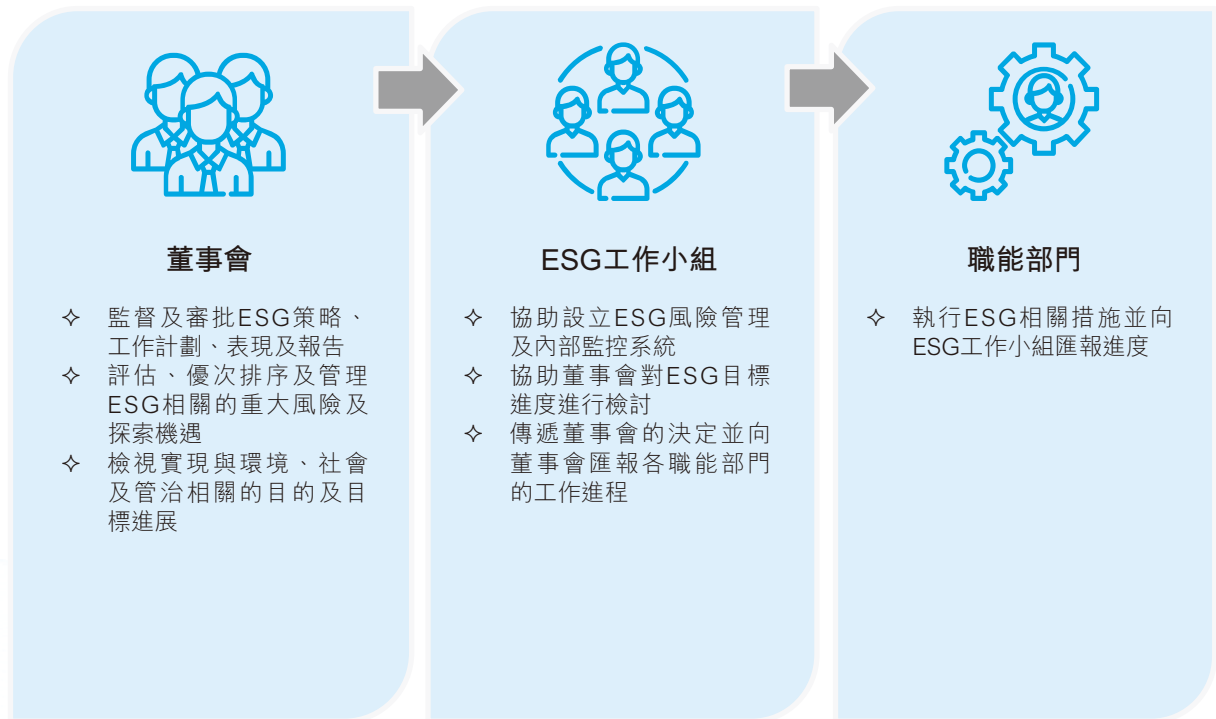 董事會
監督及審批ESG策略、
工作計劃、表現及報告
評估、優次排序及管理
ESG相關的重大風險及
探索機遇
檢視實現與環境、社會
及管治相關的目的及目
標進展
ESG工作小組
協助設立ESG風險管理
及內部監控系統
協助董事會對ESG目標
進度進行檢討
傳遞董事會的決定並向
董事會匯報各職能部門
的工作進程
職能部門
執行ESG相關措施並向
ESG工作小組匯報進度